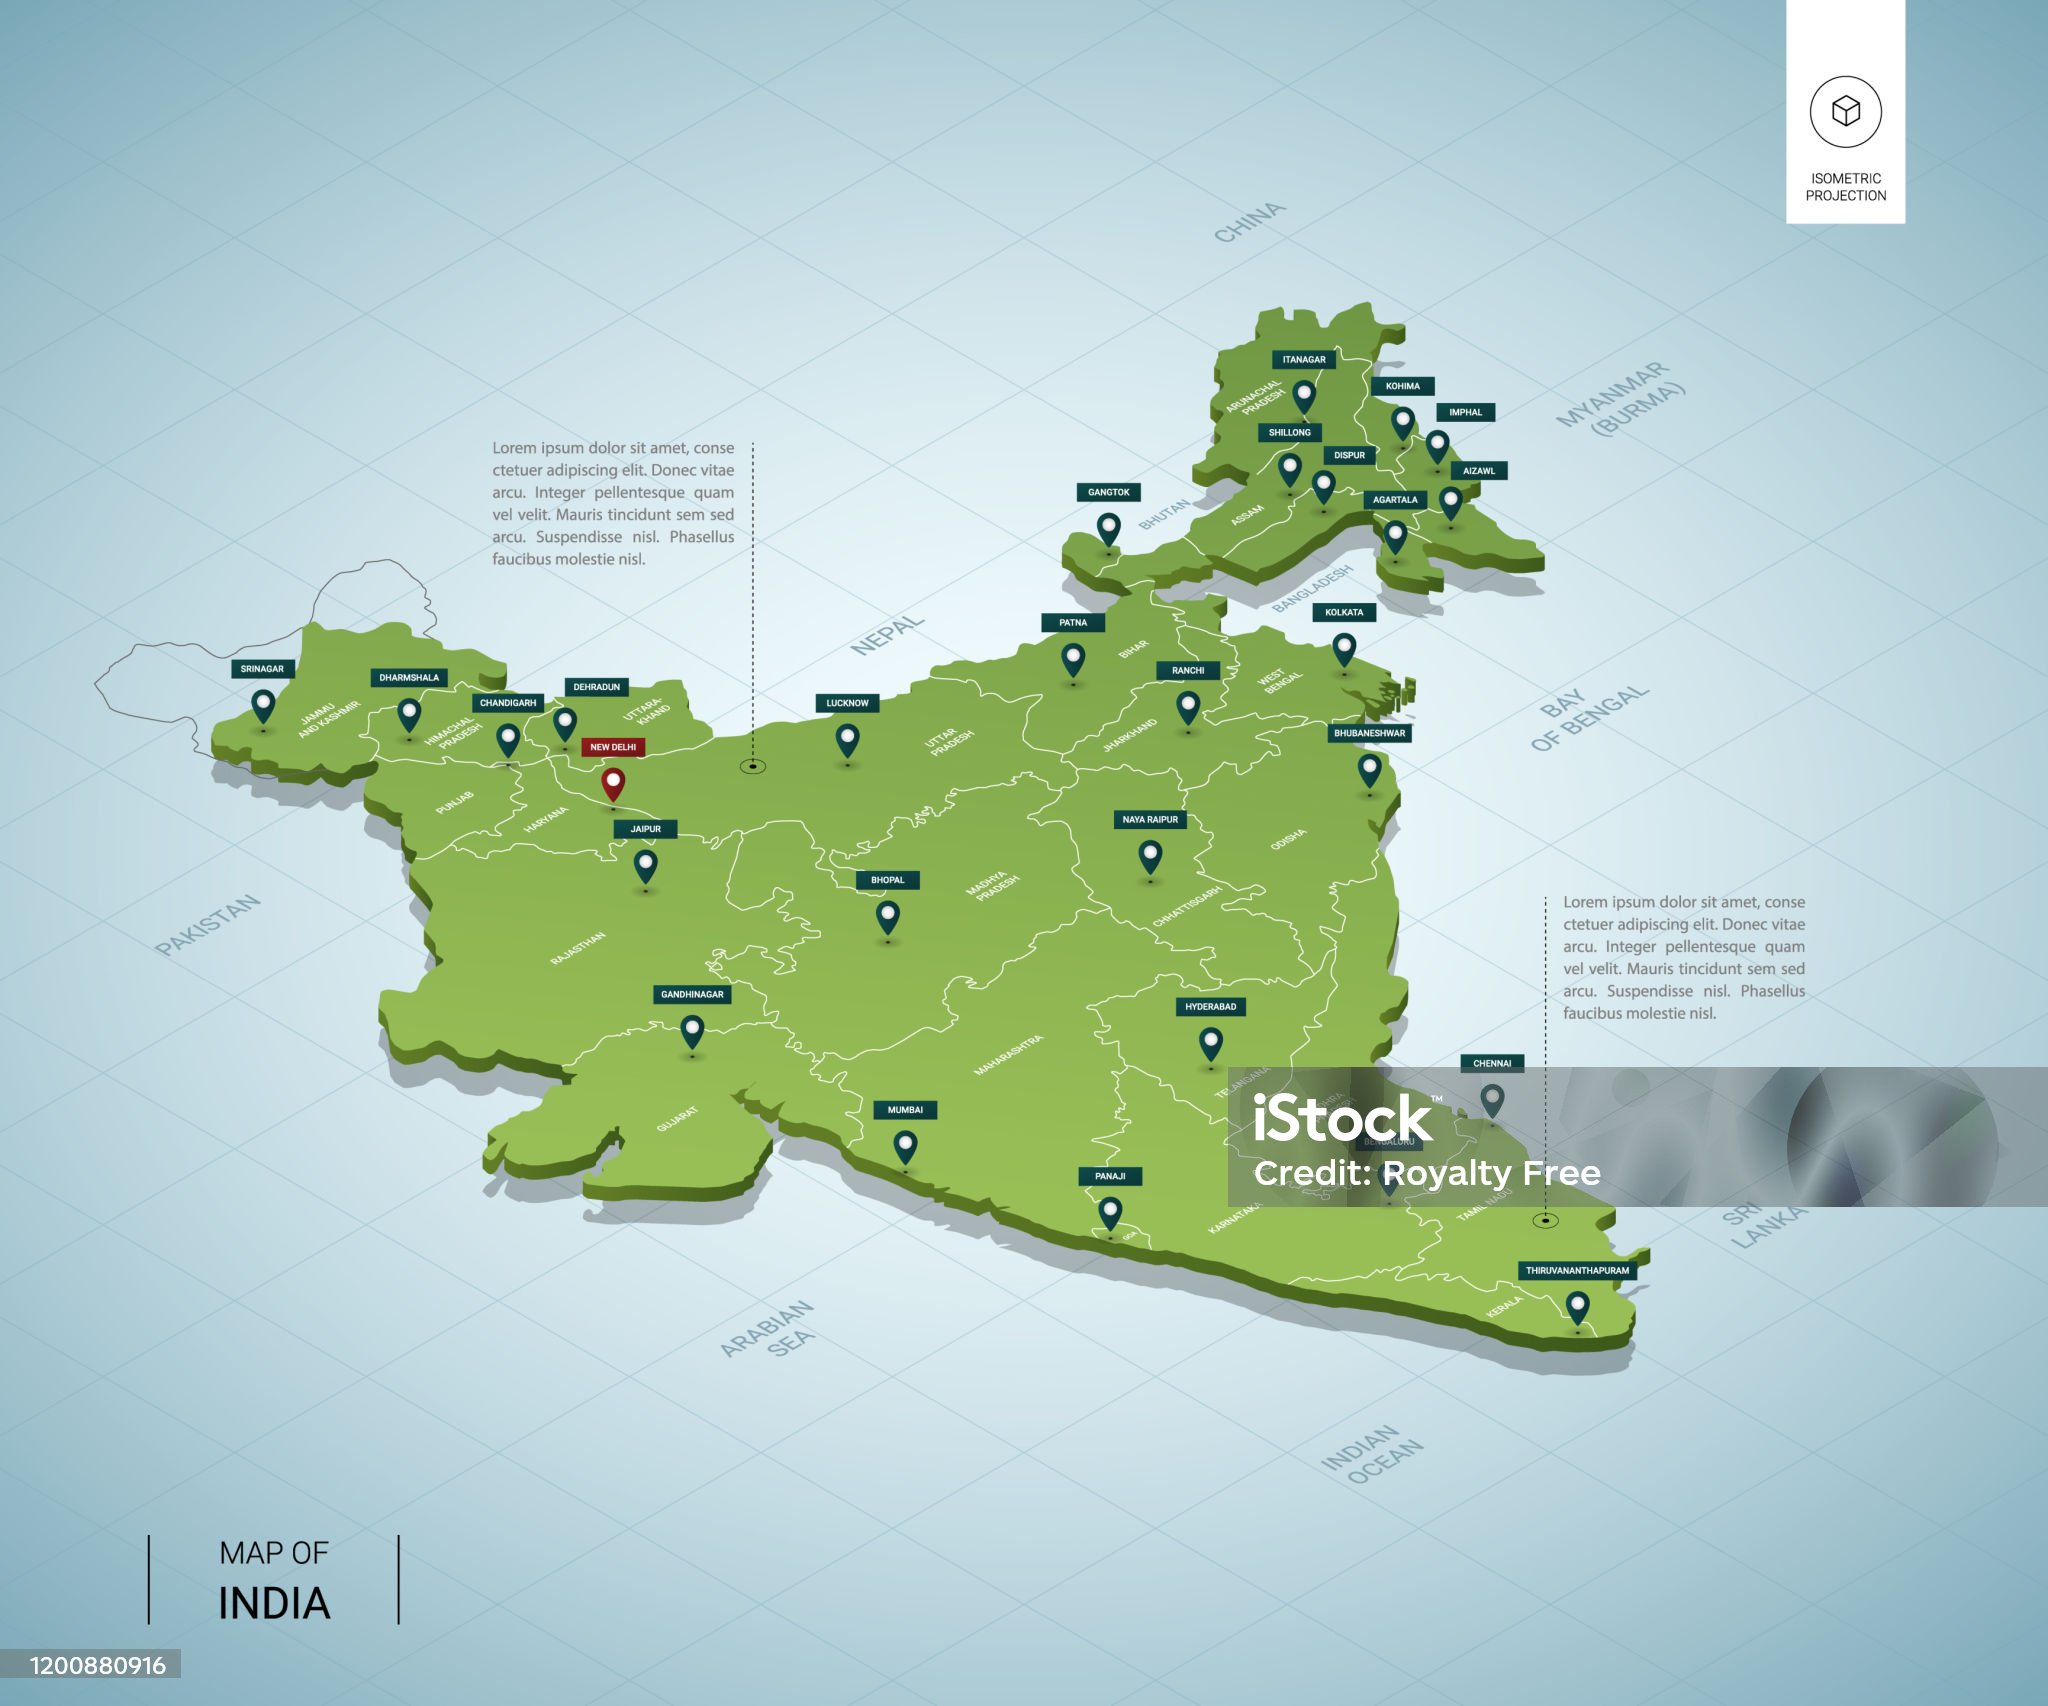 ISOMETRIC
PROJECTION
CHINA
MYANMAR
(BURMA)
ITANAGAR
KOHIMA
ARUNACHAL
PRADESH
IMPHAL
SHILLONG
DISPUR
AIZAWL
GANGTOK
AGARTALA
BHUTAN
ASSAM
Lorem ipsum dolor sit amet, conse
ctetuer adipiscing elit. Donec vitae
arcu. Integer pellentesque quam
vel velit. Mauris tincidunt sem sed
arcu. Suspendisse nisl. Phasellus
faucibus molestie nisl.
BANGLADESH
KOLKATA
PATNA
NEPAL
BIHAR
SRINAGAR
DHARMSHALA
DEHRADUN
RANCHI
WEST
BENGAL
CHANDIGARH
LUCKNOW
JAMMU
AND KASHMIR
HIMACHAL
PRADESH
UTTARA-
KHAND
BAY
OF BENGAL
NEW DELHI
UTTAR
PRADESH
JHARKHAND
BHUBANESHWAR
PUNJAB
HARYANA
JAIPUR
NAYA RAIPUR
ODISHA
BHOPAL
MADHYA
PRADESH
CHHATTISGARH
PAKISTAN
Lorem ipsum dolor sit amet, conse
ctetuer adipiscing elit. Donec vitae
arcu. Integer pellentesque quam
vel velit. Mauris tincidunt sem sed
arcu. Suspendisse nisl. Phasellus
faucibus molestie nisl.
RAJASTHAN
GANDHINAGAR
HYDERABAD
MAHARASHTRA
CHENNAI
TELANGANA
GUJARAT
MUMBAI
iStock™
BENGALURU
Credit: Royalty Free
PANAJI
GOA
KARNATAKA
TAMIL NADU
SRI
LANKA
THIRUVANANTHAPURAM
KERALA
ARABIAN
SEA
INDIAN
OCEAN
MAP OF
INDIA
1200880916